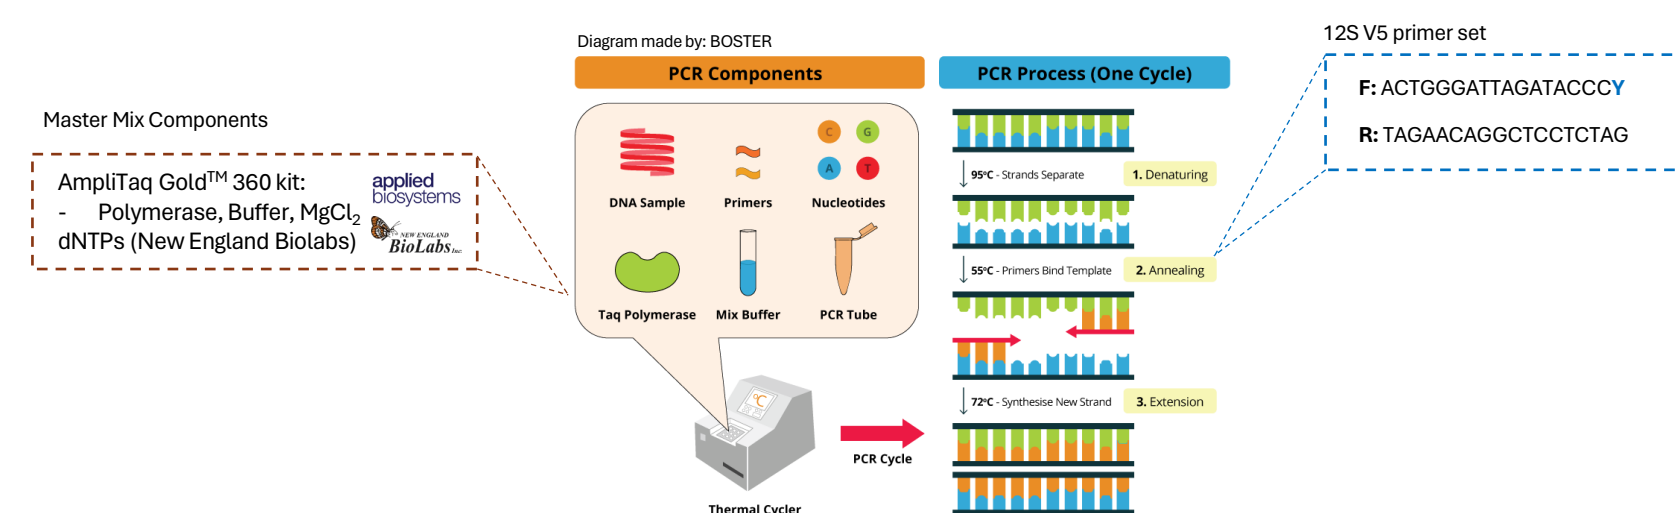 Diagram made by: BOSTER
PCR Components
PCR Process (One Cycle)
12S V5 primer set
F: ACTGGGATTAGATACCCY
R: TAGAACAGGCTCCTCTAG
Master Mix Components
AmpliTaq Gold™ 360 kit:
- Polymerase, Buffer, MgCl₂
dNTPs (New England Biolabs)
applied
biosystems
NEW ENGLAND
BioLabs Inc.
C G
A T
DNA Sample Primers Nucleotides
Taq Polymerase Mix Buffer PCR Tube
95ºC - Strands Separate
1. Denaturing
55ºC - Primers Bind Template
2. Annealing
72ºC - Synthesise New Strand
3. Extension
°C
PCR Cycle
Thermal Cycler